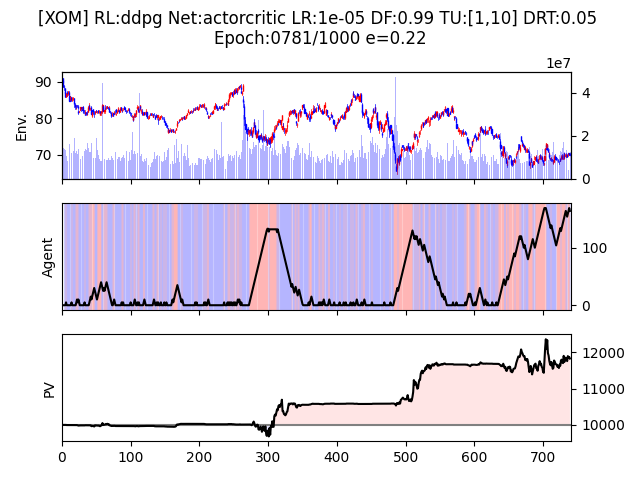 [XOM] RL:ddpg Net:actorcritic LR:1e-05 DF:0.99 TU:[1,10] DRT:0.05
Epoch:0781/1000 e=0.22
1e7
90
80
70
Env.
4
2
0
Agent
100
0
PV
12000
11000
10000
0 100 200 300 400 500 600 700